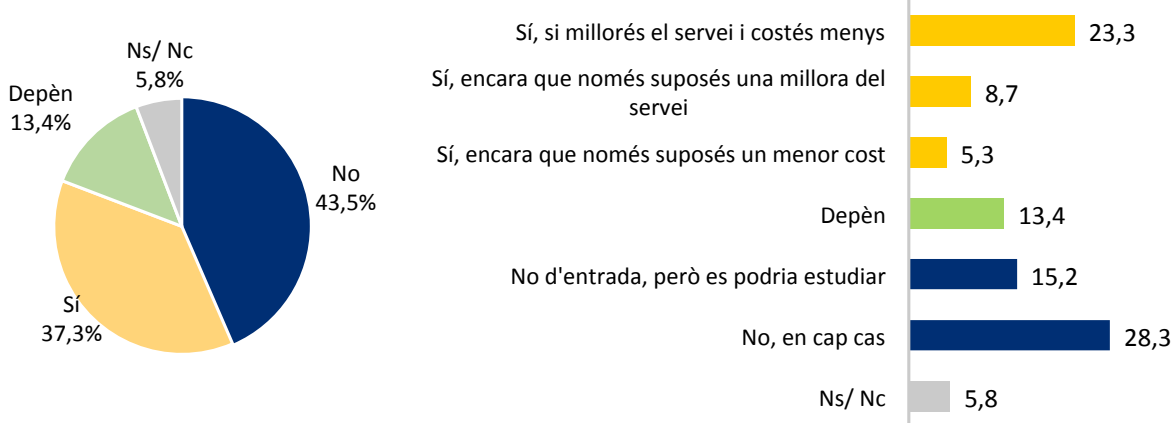 Ns/ Nc
5,8%
Depèn
13,4%
No
43,5%
Sí
37,3%
Sí, si millorés el servei i costés menys
23,3
Sí, encara que només suposés una millora del
servei
8,7
Sí, encara que només suposés un menor cost
5,3
Depèn
13,4
No d'entrada, però es podria estudiar
15,2
No, en cap cas
28,3
Ns/ Nc
5,8